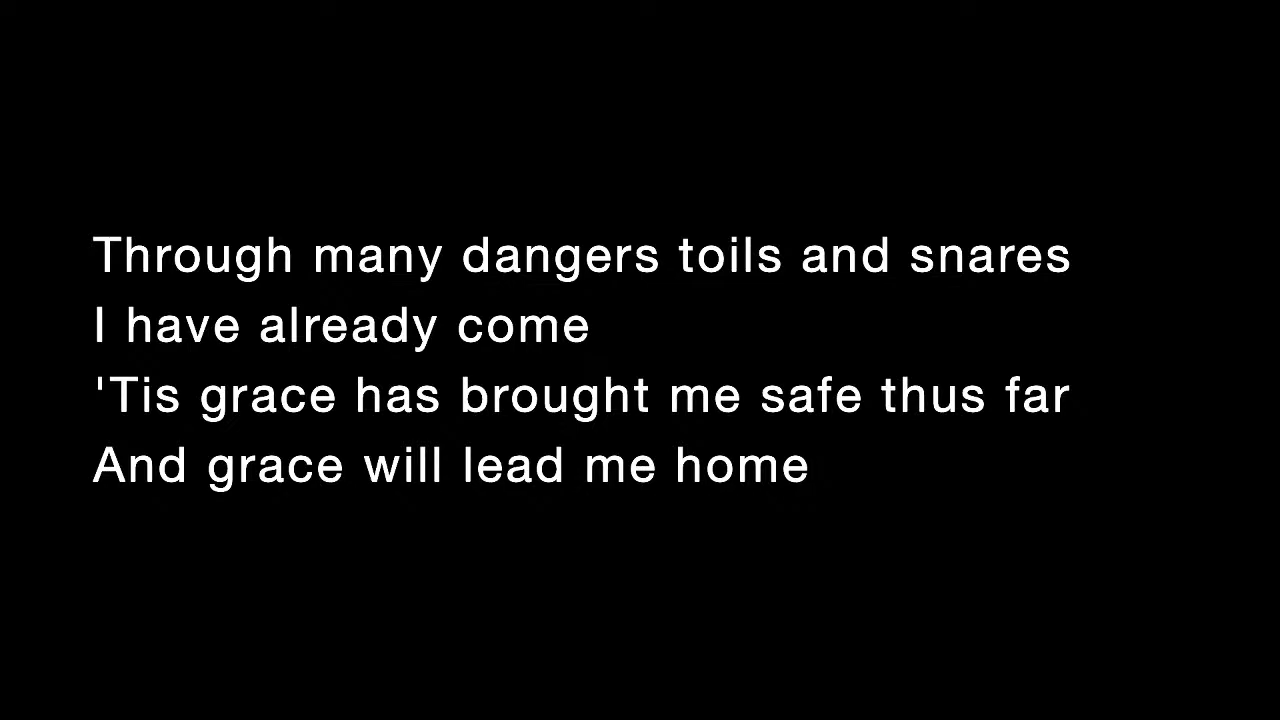 Through many dangers toils and snares
I have already come
'Tis grace has brought me safe thus far
And grace will lead me home